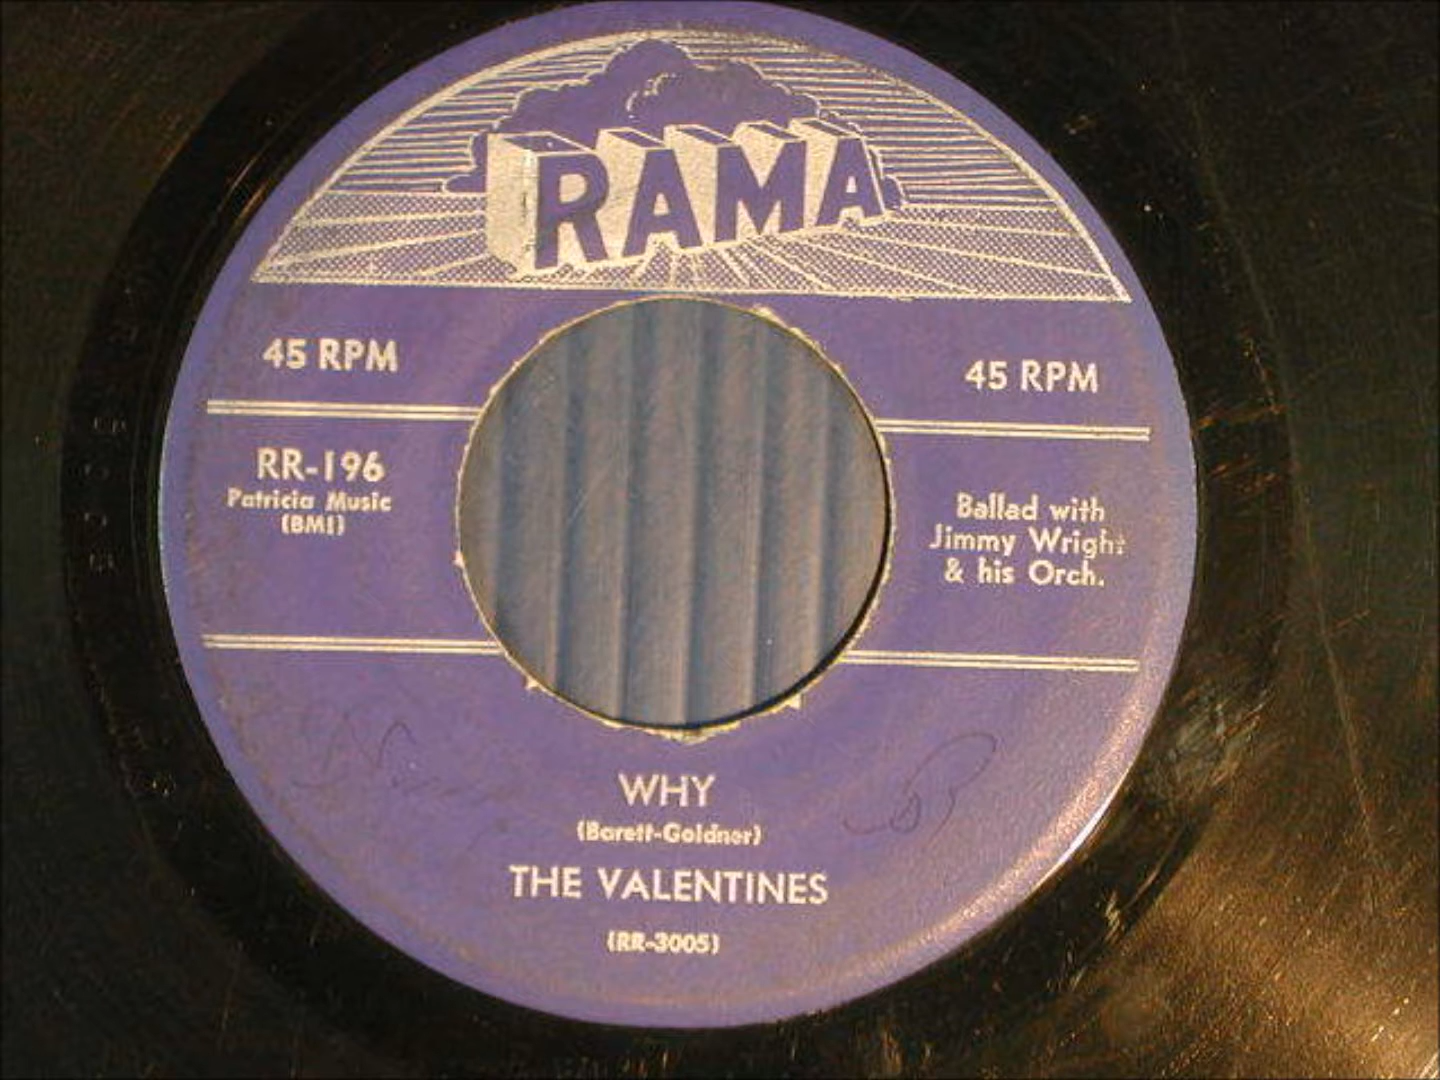 RAMA
45 RPM
45 RPM
RR-196
Patricia Music
(BMI)
Ballad with
Jimmy Wright
& his Orch.
WHY
(Barett-Goldner)
THE VALENTINES
(RR-3005)